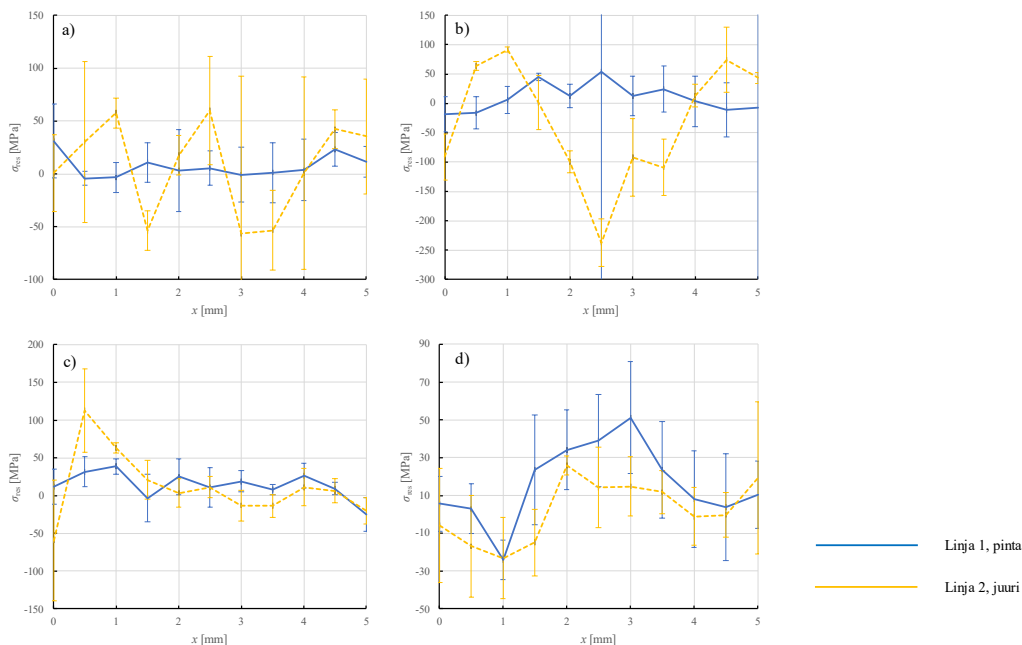 a)
150
100
50
0
-50
-100
σres [MPa]
0 1 2 3 4 5
x [mm]
b)
150
100
50
0
-50
-100
-150
-200
-250
-300
σres [MPa]
0 1 2 3 4 5
x [mm]
c)
200
150
100
50
0
-50
-100
-150
σres [MPa]
0 1 2 3 4 5
x [mm]
d)
90
70
50
30
10
-10
-30
-50
σres [MPa]
0 1 2 3 4 5
x [mm]
Linja 1, pinta
Linja 2, juuri